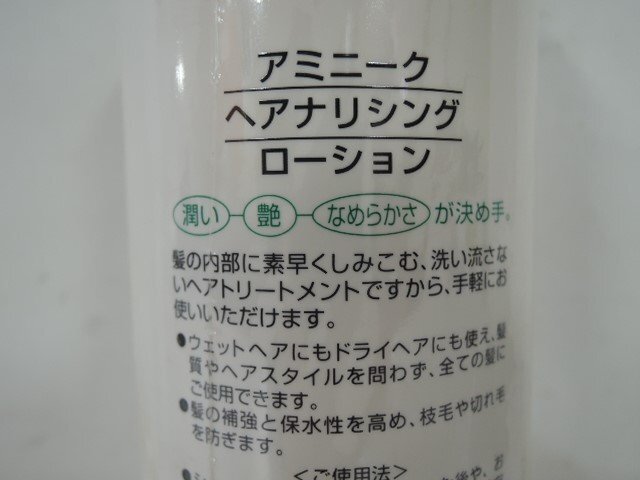 アミニーク
ヘアナリシング
ローション
潤い 艶 なめらかさ が決め手。
髪の内部に素早くしみこむ、洗い流さな
いヘアトリートメントですから、手軽にお
使いいただけます。
●ウェットヘアにもドライヘアにも使え、髪
質やヘアスタイルを問わず、全ての髪に
ご使用できます。
●髪の補強と保水性を高め、枝毛や切れ毛
を防ぎます。
<ご使用法>